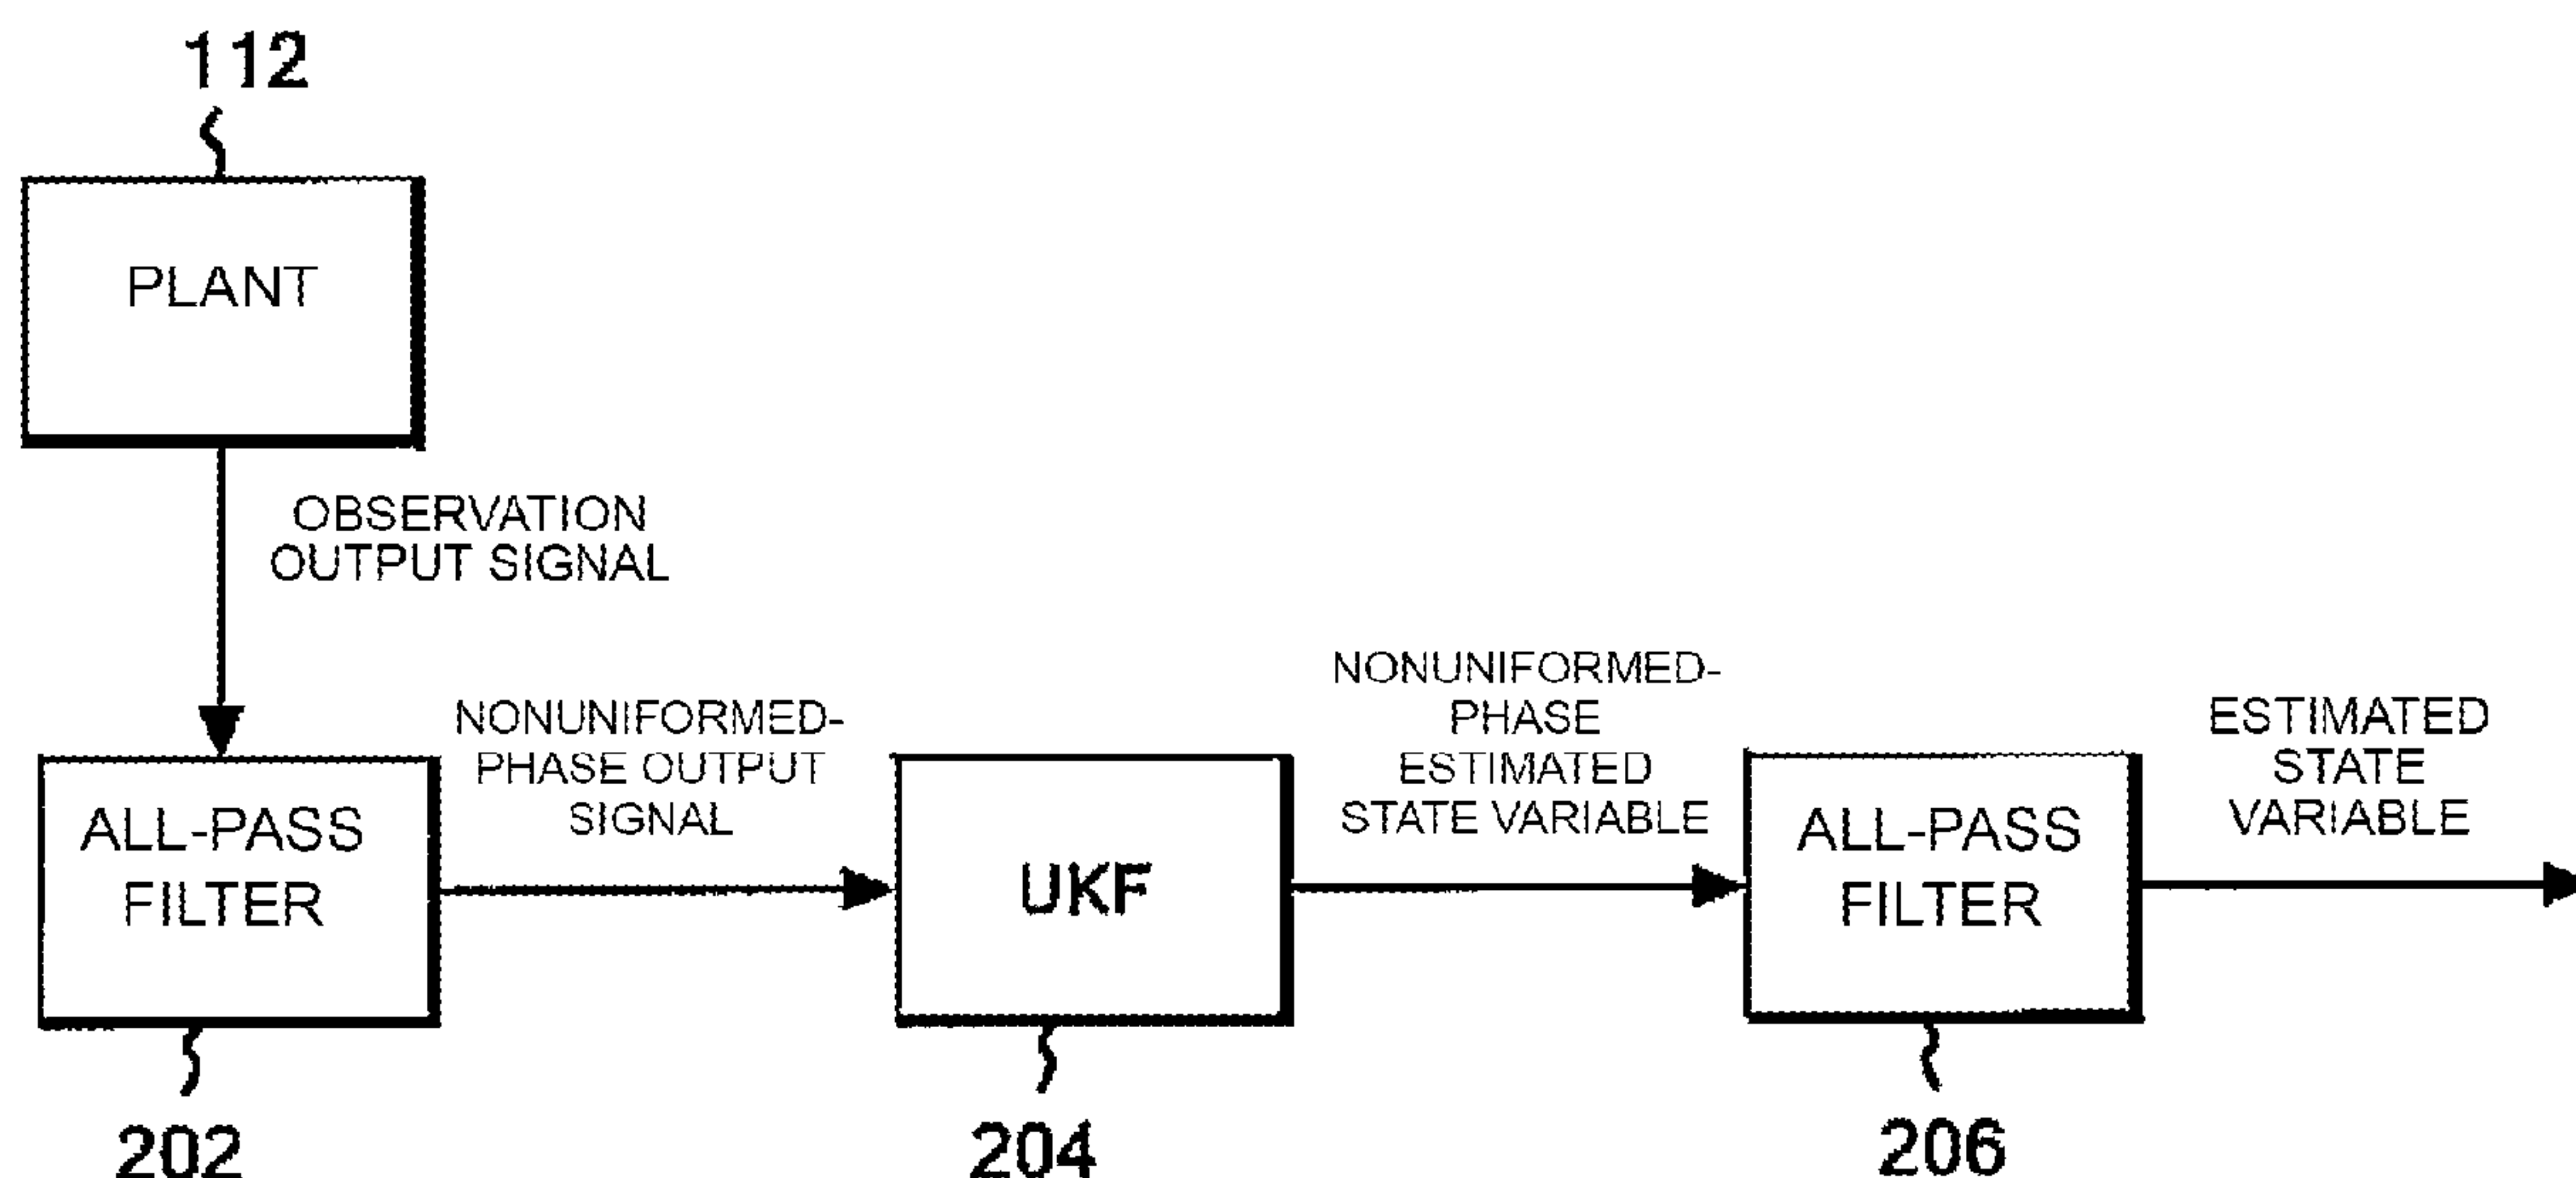 112
PLANT
OBSERVATION
OUTPUT SIGNAL
ALL-PASS
FILTER
202
NONUNIFORMED-
PHASE OUTPUT
SIGNAL
UKF
204
NONUNIFORMED-
PHASE
ESTIMATED
STATE VARIABLE
ALL-PASS
FILTER
206
ESTIMATED
STATE
VARIABLE